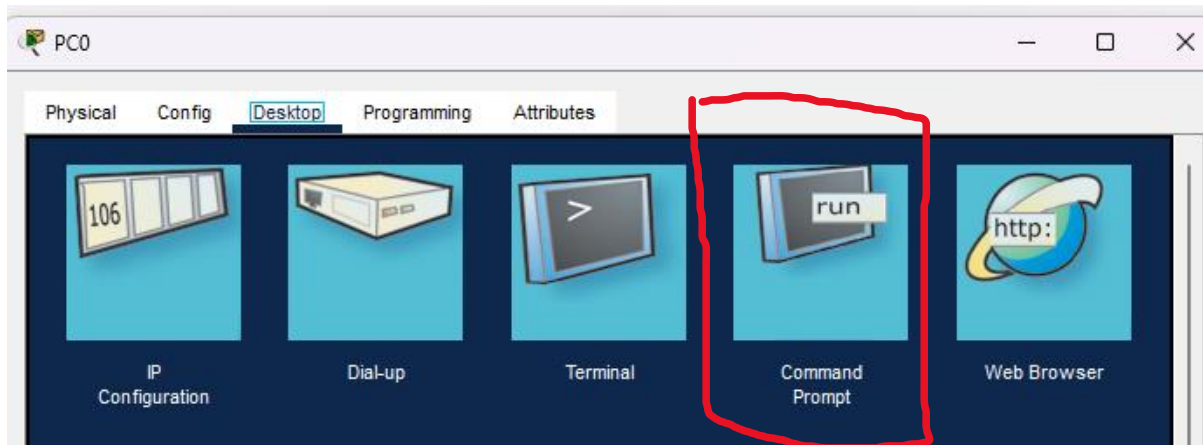 PC0
Physical Config Desktop Programming Attributes
106
>
run
http:
IP
Configuration
Dial-up
Terminal
Command
Prompt
Web Browser